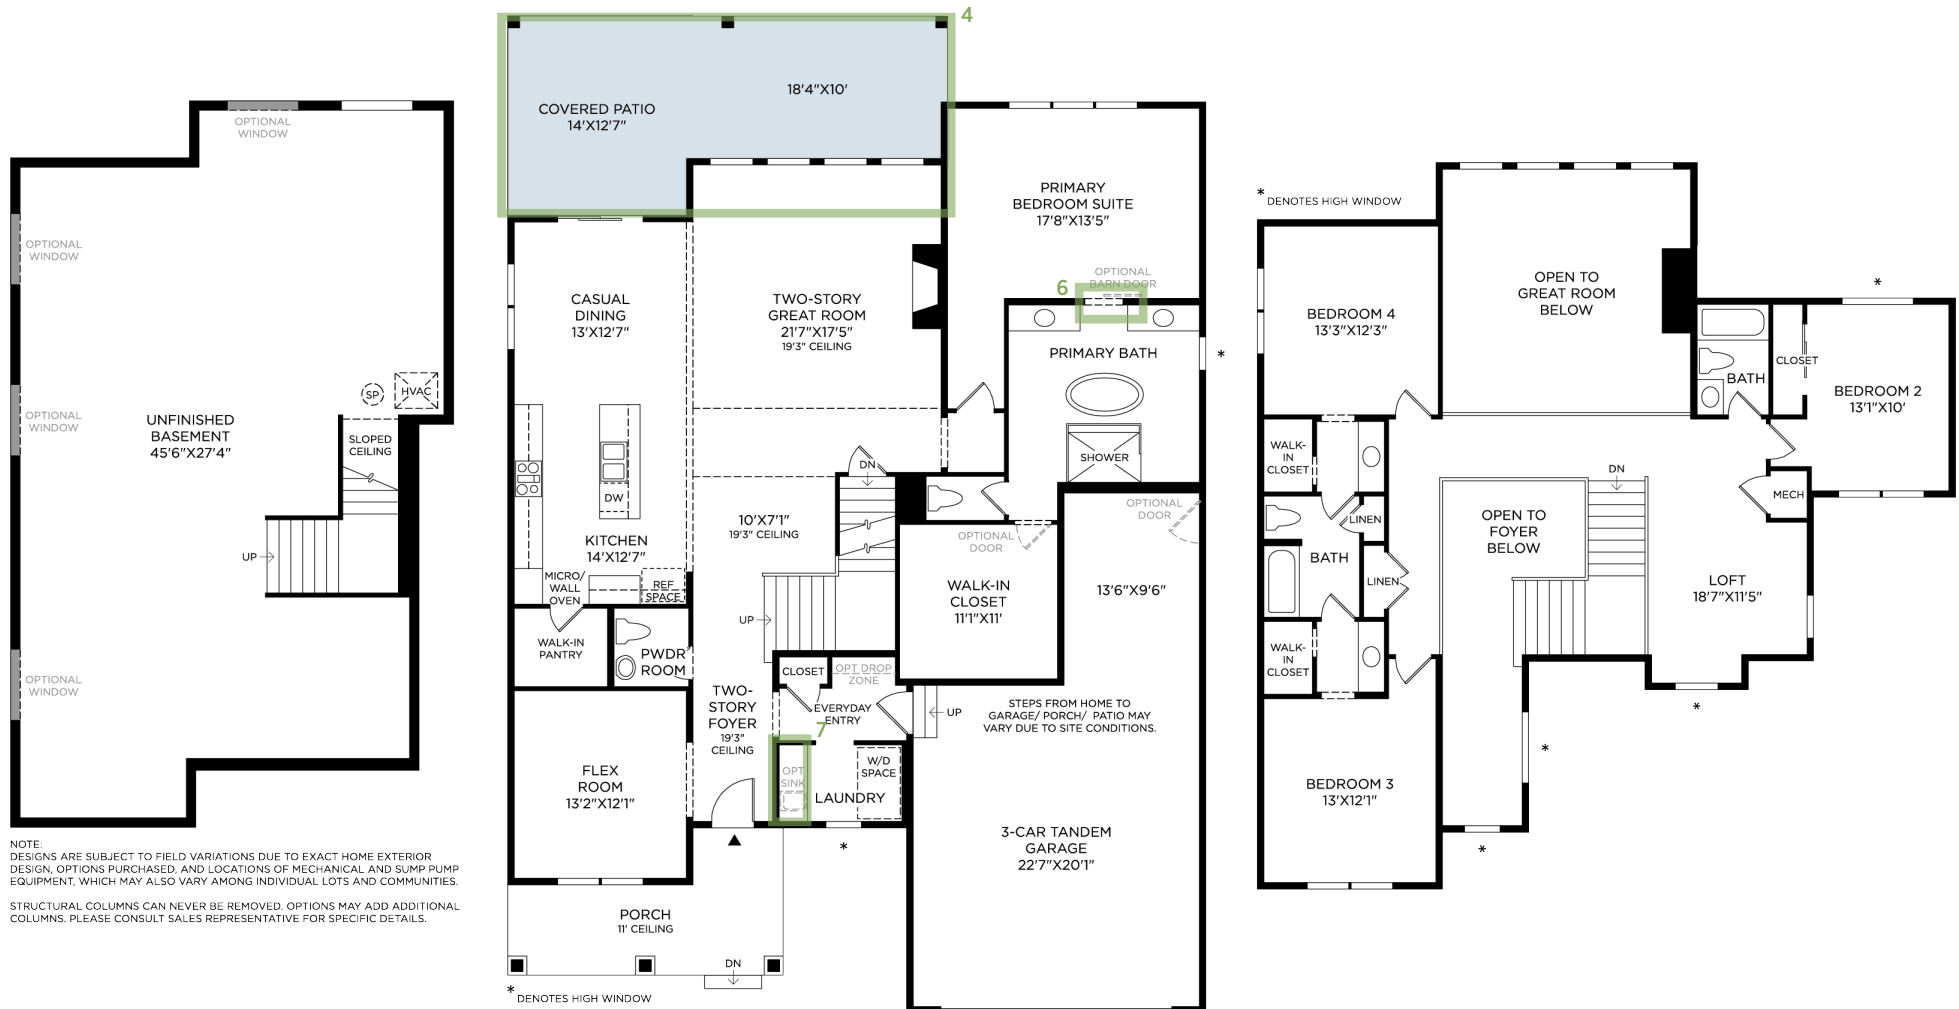 OPTIONAL
WINDOW
OPTIONAL
WINDOW
OPTIONAL
WINDOW
OPTIONAL
WINDOW
UNFINISHED
BASEMENT
45'6"X27'4"
SP
HVAC
SLOPED
CEILING
UP
NOTE:
DESIGNS ARE SUBJECT TO FIELD VARIATIONS DUE TO EXACT HOME EXTERIOR
DESIGN, OPTIONS PURCHASED, AND LOCATIONS OF MECHANICAL AND SUMP PUMP
EQUIPMENT, WHICH MAY ALSO VARY AMONG INDIVIDUAL LOTS AND COMMUNITIES.
STRUCTURAL COLUMNS CAN NEVER BE REMOVED. OPTIONS MAY ADD ADDITIONAL
COLUMNS. PLEASE CONSULT SALES REPRESENTATIVE FOR SPECIFIC DETAILS.
4
COVERED PATIO
14'X12'7"
18'4"X10'
PRIMARY
BEDROOM SUITE
17'8"X13'5"
OPTIONAL
BARN DOOR
6
CASUAL
DINING
13'X12'7"
TWO-STORY
GREAT ROOM
21'7"X17'5"
19'3" CEILING
PRIMARY BATH
*
SHOWER
DN
DW
KITCHEN
14'X12'7"
10'X7'1"
19'3" CEILING
OPTIONAL
DOOR
OPTIONAL
DOOR
MICRO/
WALL
OVEN
REF
SPACE
WALK-IN
CLOSET
11'1"X11'
13'6"X9'6"
UP
WALK-IN
PANTRY
PWDR
ROOM
CLOSET
OPT DROP
ZONE
TWO-
STORY
FOYER
19'3"
CEILING
EVERYDAY
ENTRY
7
UP
STEPS FROM HOME TO
GARAGE/ PORCH/ PATIO MAY
VARY DUE TO SITE CONDITIONS.
FLEX
ROOM
13'2"X12'1"
OPT
SINK
W/D
SPACE
LAUNDRY
*
3-CAR TANDEM
GARAGE
22'7"X20'1"
PORCH
11' CEILING
DN
* DENOTES HIGH WINDOW
* DENOTES HIGH WINDOW
BEDROOM 4
13'3"X12'3"
OPEN TO
GREAT ROOM
BELOW
*
CLOSET
BATH
BEDROOM 2
13'1"X10'
WALK-
IN
CLOSET
DN
MECH
LINEN
OPEN TO
FOYER
BELOW
BATH
LINEN
LOFT
18'7"X11'5"
WALK-
IN
CLOSET
*
*
BEDROOM 3
13'X12'1"
*